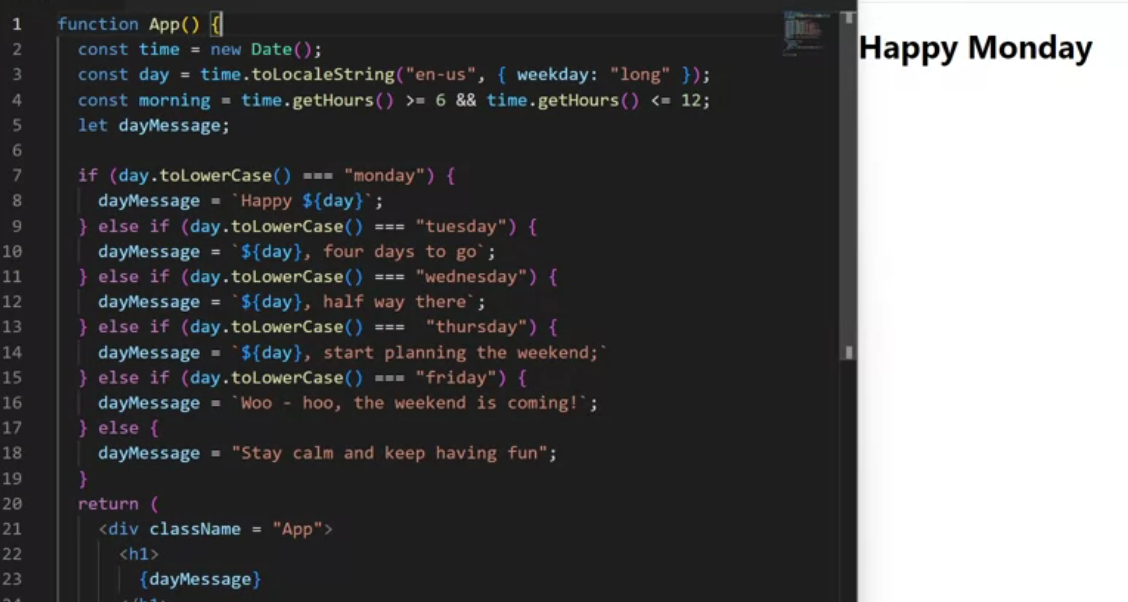 1 function App() {
2 const time = new Date();
3 const day = time.toLocaleString("en-us", { weekday: "long" });
4 const morning = time.getHours() >= 6 && time.getHours() <= 12;
5 let dayMessage;
6
7 if (day.toLowerCase() === "monday") {
8 dayMessage = `Happy ${day}`;
9 } else if (day.toLowerCase() === "tuesday") {
10 dayMessage = `${day}, four days to go`;
11 } else if (day.toLowerCase() === "wednesday") {
12 dayMessage = `${day}, half way there`;
13 } else if (day.toLowerCase() ===  "thursday") {
14 dayMessage = `${day}, start planning the weekend;`
15 } else if (day.toLowerCase() === "friday") {
16 dayMessage = `Woo - hoo, the weekend is coming!`;
17 } else {
18 dayMessage = "Stay calm and keep having fun";
19 }
20 return (
21 <div className = "App">
22 <h1>
23 {dayMessage}
Happy Monday